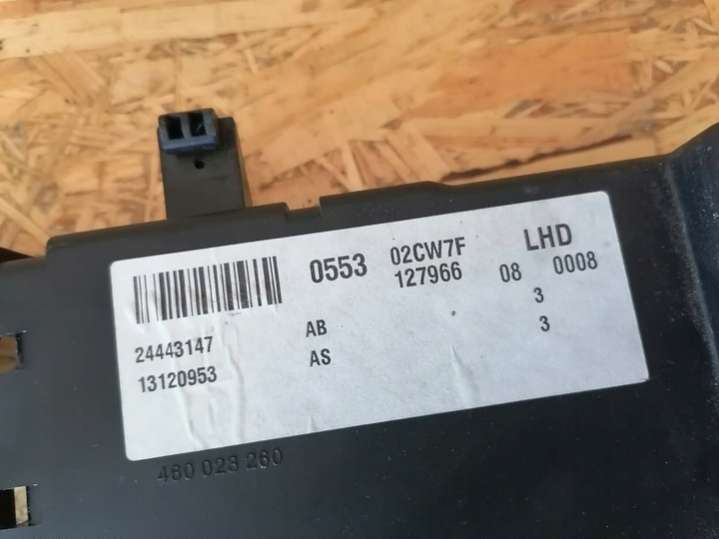 0553 02CW7F LHD
127966 08 0008
24443147 AB 3
13120953 AS 3
460 023 260